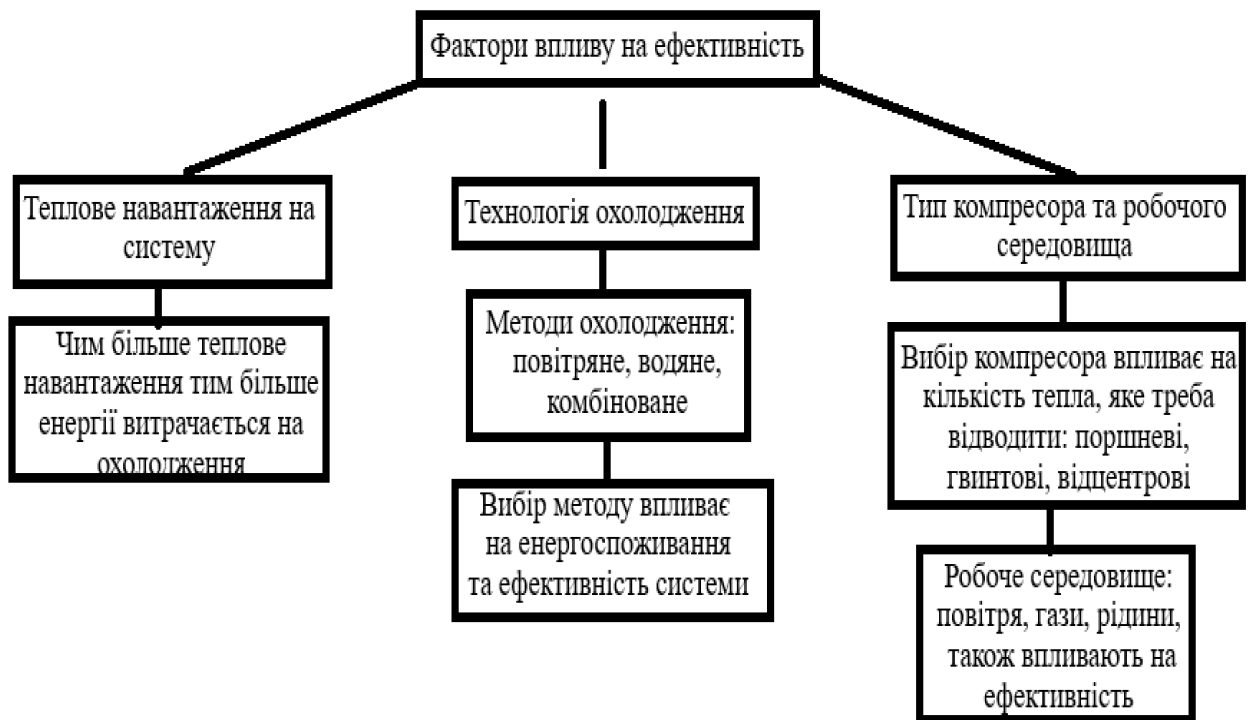 Фактори впливу на ефективність
Теплове навантаження на
систему
Чим більше теплове
навантаження тим більше
енергії витрачається на
охолодження
Технологія охолодження
Методи охолодження:
повітряне, водяне,
комбіноване
Вибір методу впливає
на енергоспоживання
та ефективність системи
Тип компресора та робочого
середовища
Вибір компресора впливає на
кількість тепла, яке треба
відводити: поршневі,
гвинтові, відцентрові
Робоче середовище:
повітря, гази, рідини,
також впливають на
ефективність